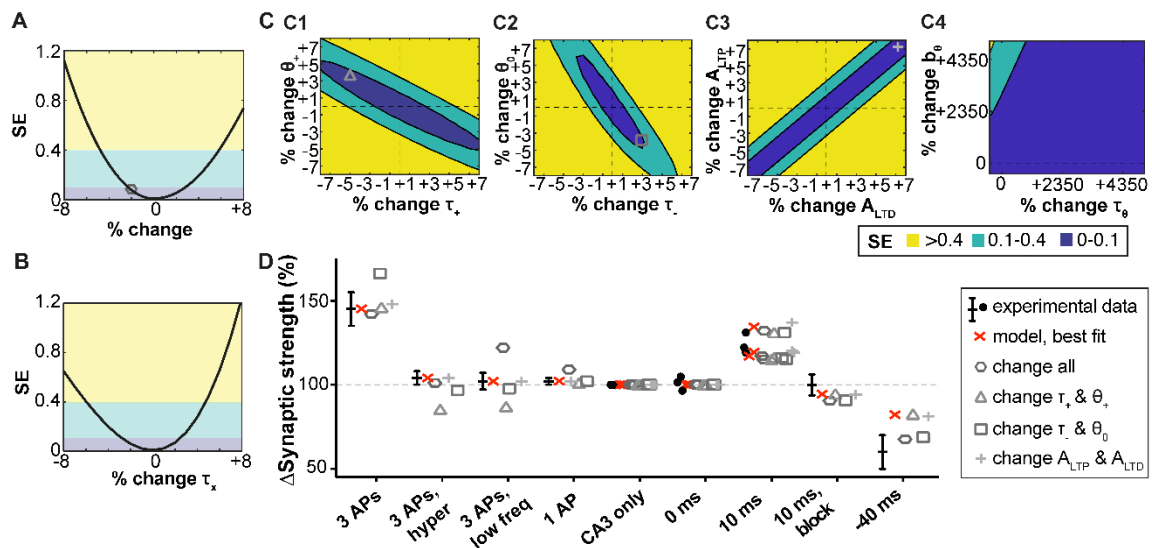 A
SE
1.2
0.8
0.4
0
-8
0
+8
% change
B
SE
1.2
0.8
0.4
0
-8
0
+8
% change τx
C
C1
% change θ+
+7
+5
+3
+1
-1
-3
-5
-7
-7 -5 -3 -1 +1 +3 +5 +7
% change τ+
C2
% change θ0
+7
+5
+3
+1
-1
-3
-5
-7
-7 -5 -3 -1 +1 +3 +5 +7
% change τ-
C3
% change ALTP
+7
+5
+3
+1
-1
-3
-5
-7
-7 -5 -3 -1 +1 +3 +5 +7
% change ALTD
C4
% change bθ
+4350
+2350
0
0 +2350 +4350
% change τθ
SE >0.4 0.1-0.4 0-0.1
D
ΔSynaptic strength (%)
150
100
50
3 APs
3 APs, hyper
3 APs, low freq
1 AP
CA3 only
0 ms
10 ms
10 ms, block
-40 ms
experimental data
model, best fit
change all
change τ+ & θ+
change τ- & θ0
change ALTP & ALTD